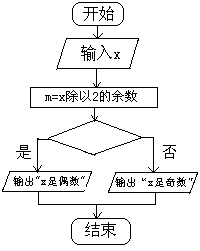 开始
输入x
m=x除以2的余数
是
否
输出“x是偶数”
输出 “x是奇数”
结束